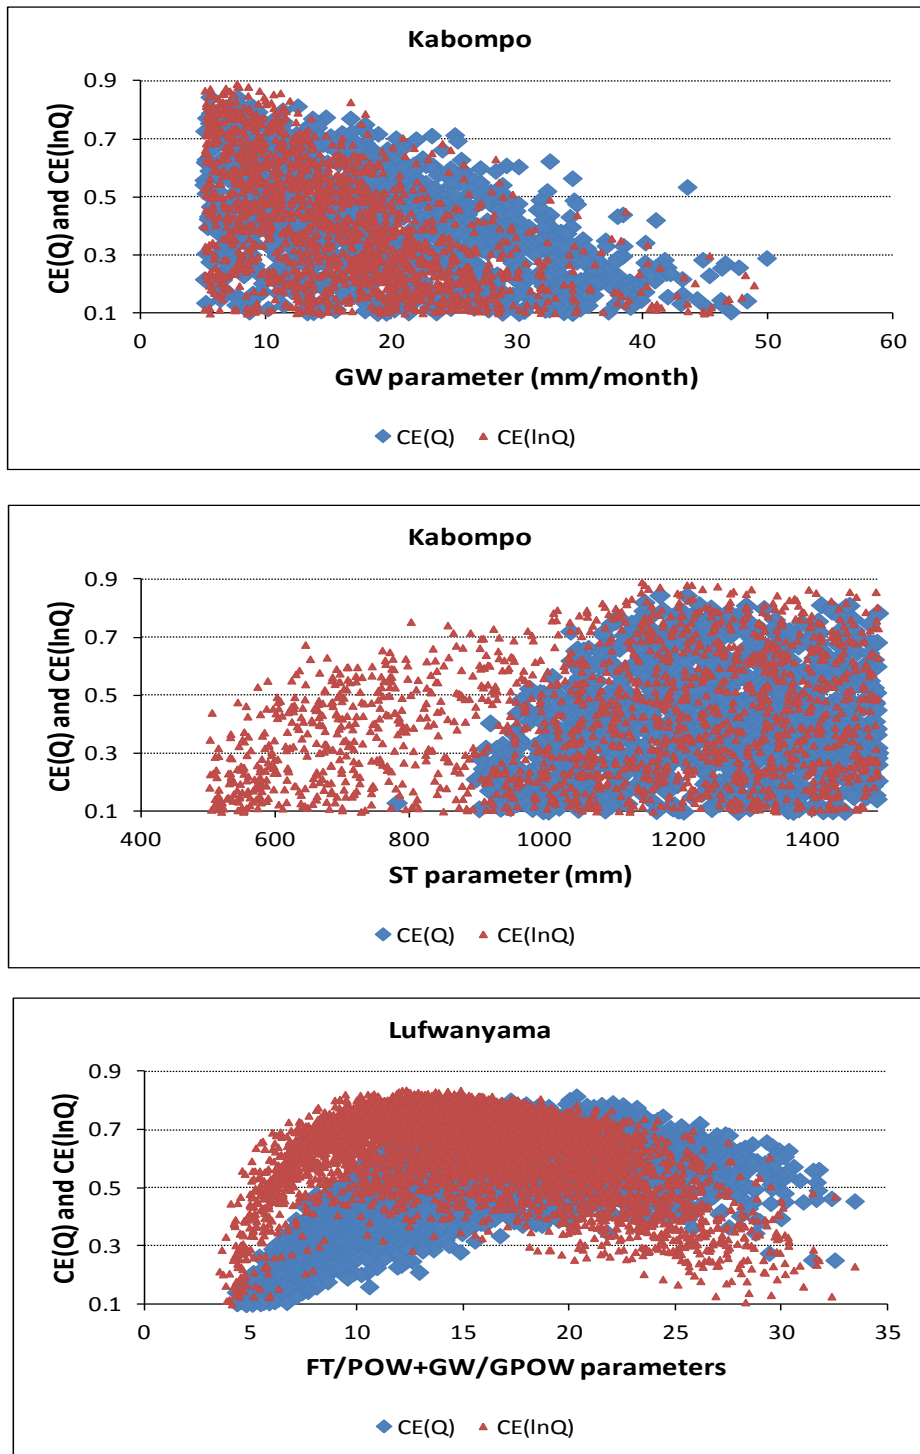 Kabompo
0.9
0.7
0.5
0.3
0.1
CE(Q) and CE(lnQ)
0 10 20 30 40 50 60
GW parameter (mm/month)
CE(Q) CE(lnQ)
Kabompo
0.9
0.7
0.5
0.3
0.1
CE(Q) and CE(lnQ)
400 600 800 1000 1200 1400
ST parameter (mm)
CE(Q) CE(lnQ)
Lufwanyama
0.9
0.7
0.5
0.3
0.1
CE(Q) and CE(lnQ)
0 5 10 15 20 25 30 35
FT/POW+GW/GPOW parameters
CE(Q) CE(lnQ)